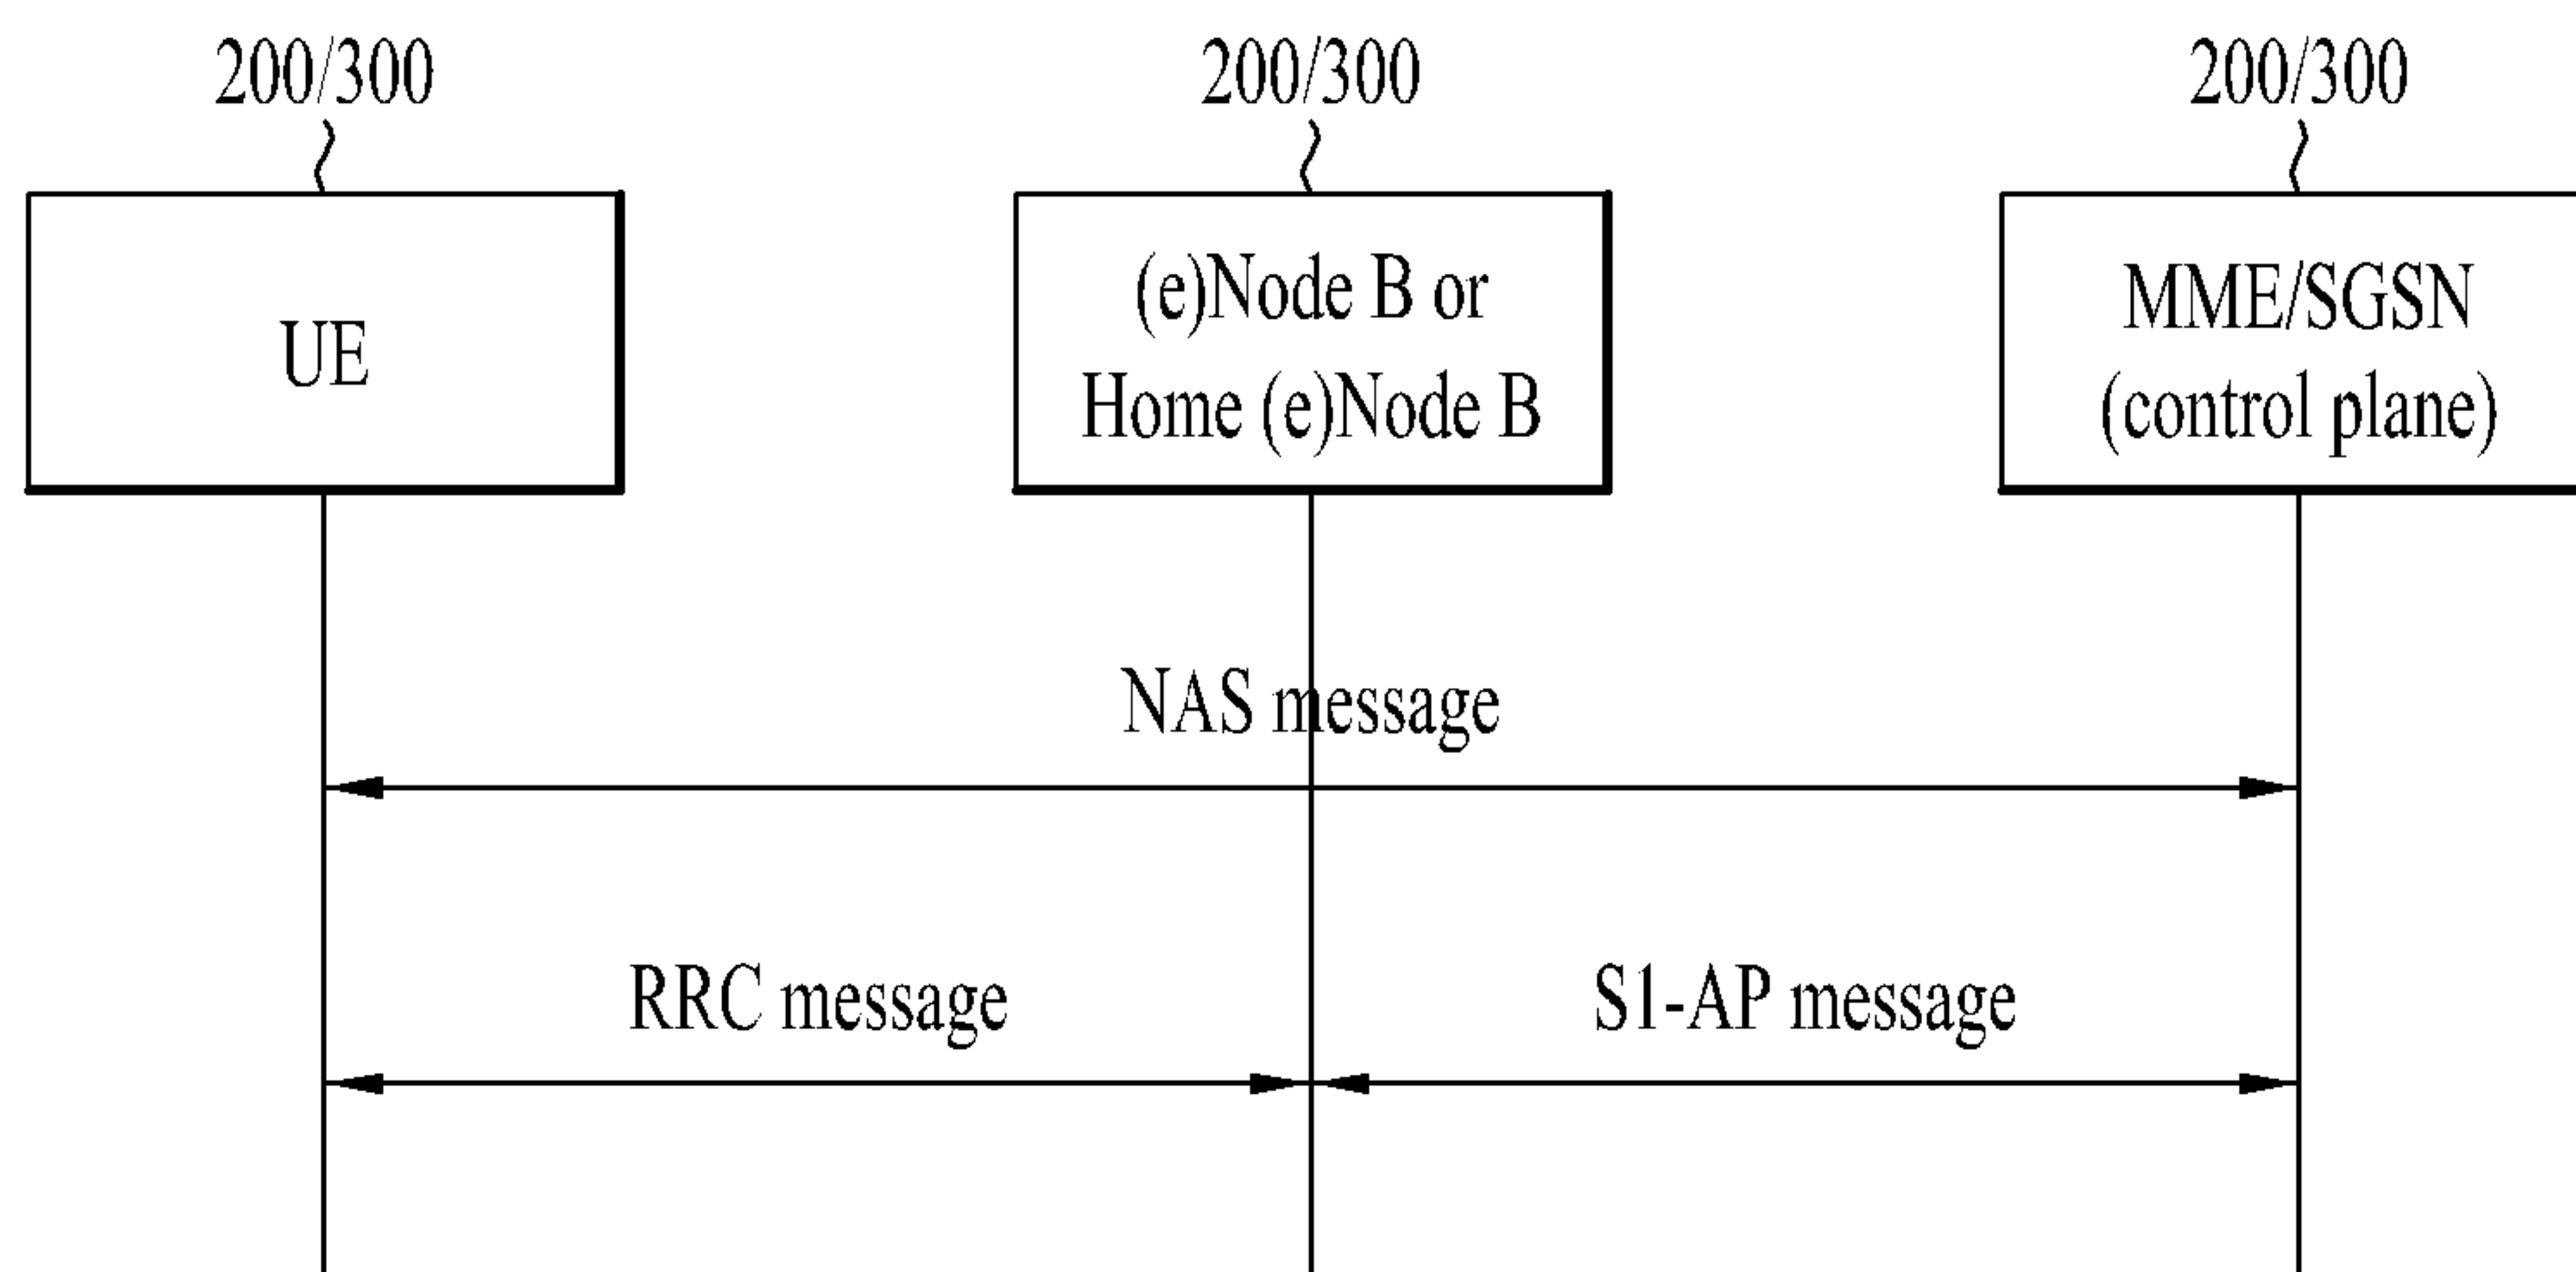 200/300
200/300
200/300
UE
(e)Node B or
Home (e)Node B
MME/SGSN
(control plane)
NAS message
RRC message
S1-AP message